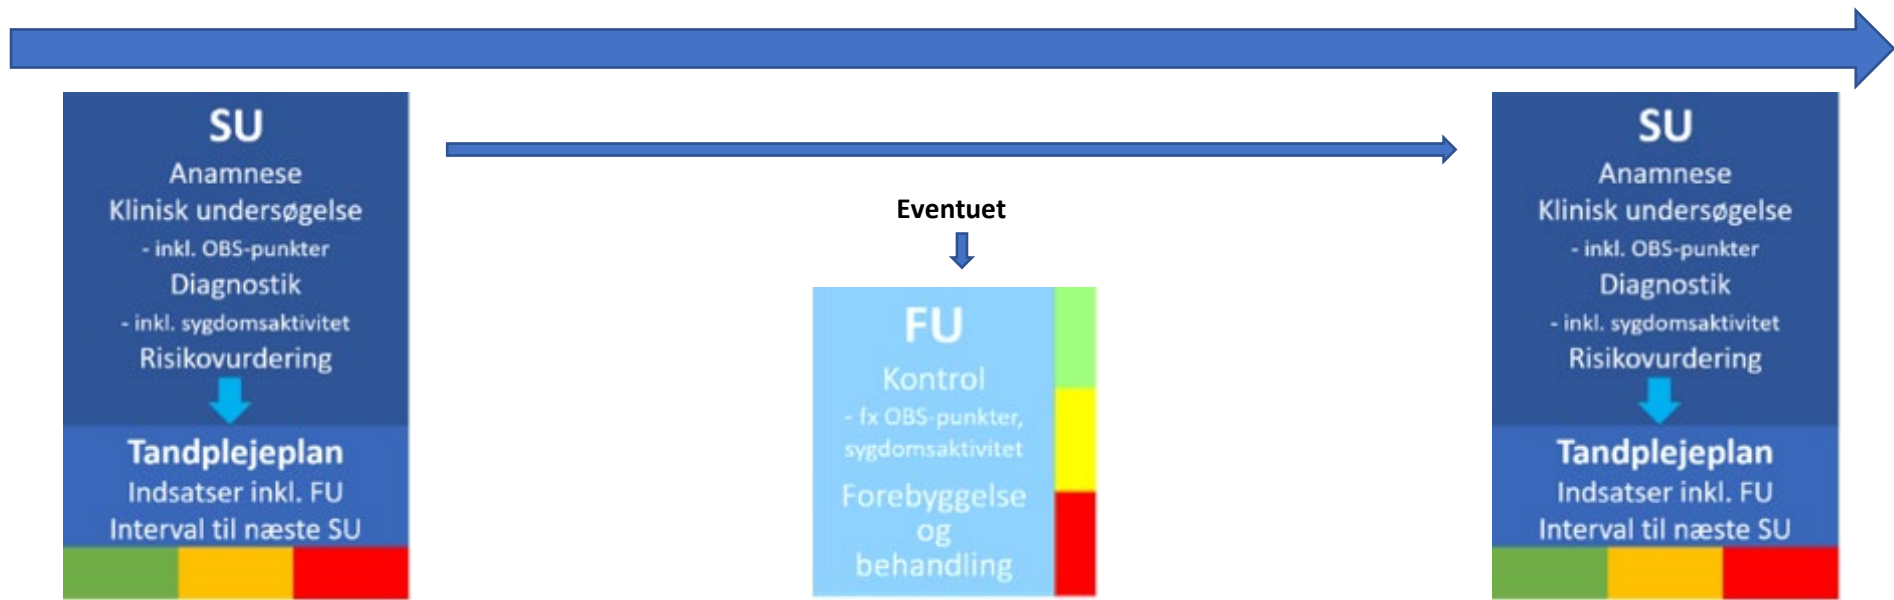 SU
Anamnese
Klinisk undersøgelse
- inkl. OBS-punkter
Diagnostik
- inkl. sygdomsaktivitet
Risikovurdering
Tandplejeplan
Indsatser inkl. FU
Interval til næste SU
Eventuet
FU
Kontrol
- fx OBS-punkter,
sygdomsaktivitet
Forebyggelse
og
behandling
SU
Anamnese
Klinisk undersøgelse
- inkl. OBS-punkter
Diagnostik
- inkl. sygdomsaktivitet
Risikovurdering
Tandplejeplan
Indsatser inkl. FU
Interval til næste SU